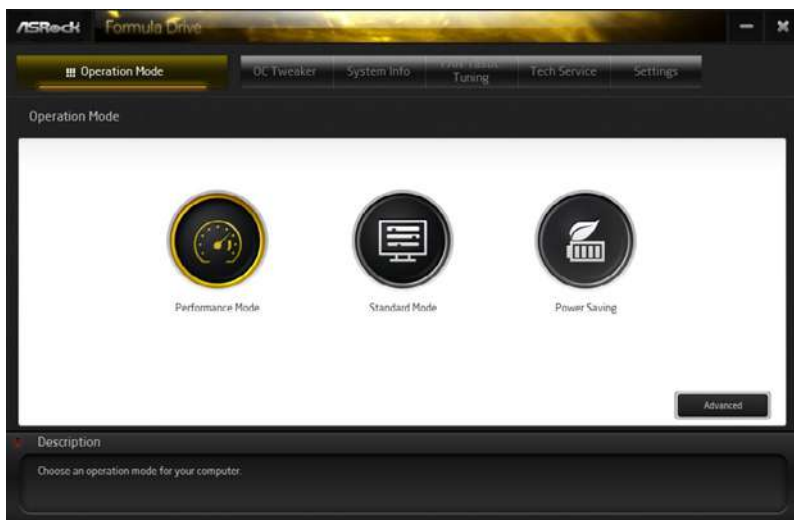 ASRock Formula Drive
Operation Mode
OC Tweaker
System Info
Tuning
Tech Service
Settings
Operation Mode
Performance Mode
Standard Mode
Power Saving
Advanced
Description
Choose an operation mode for your computer.